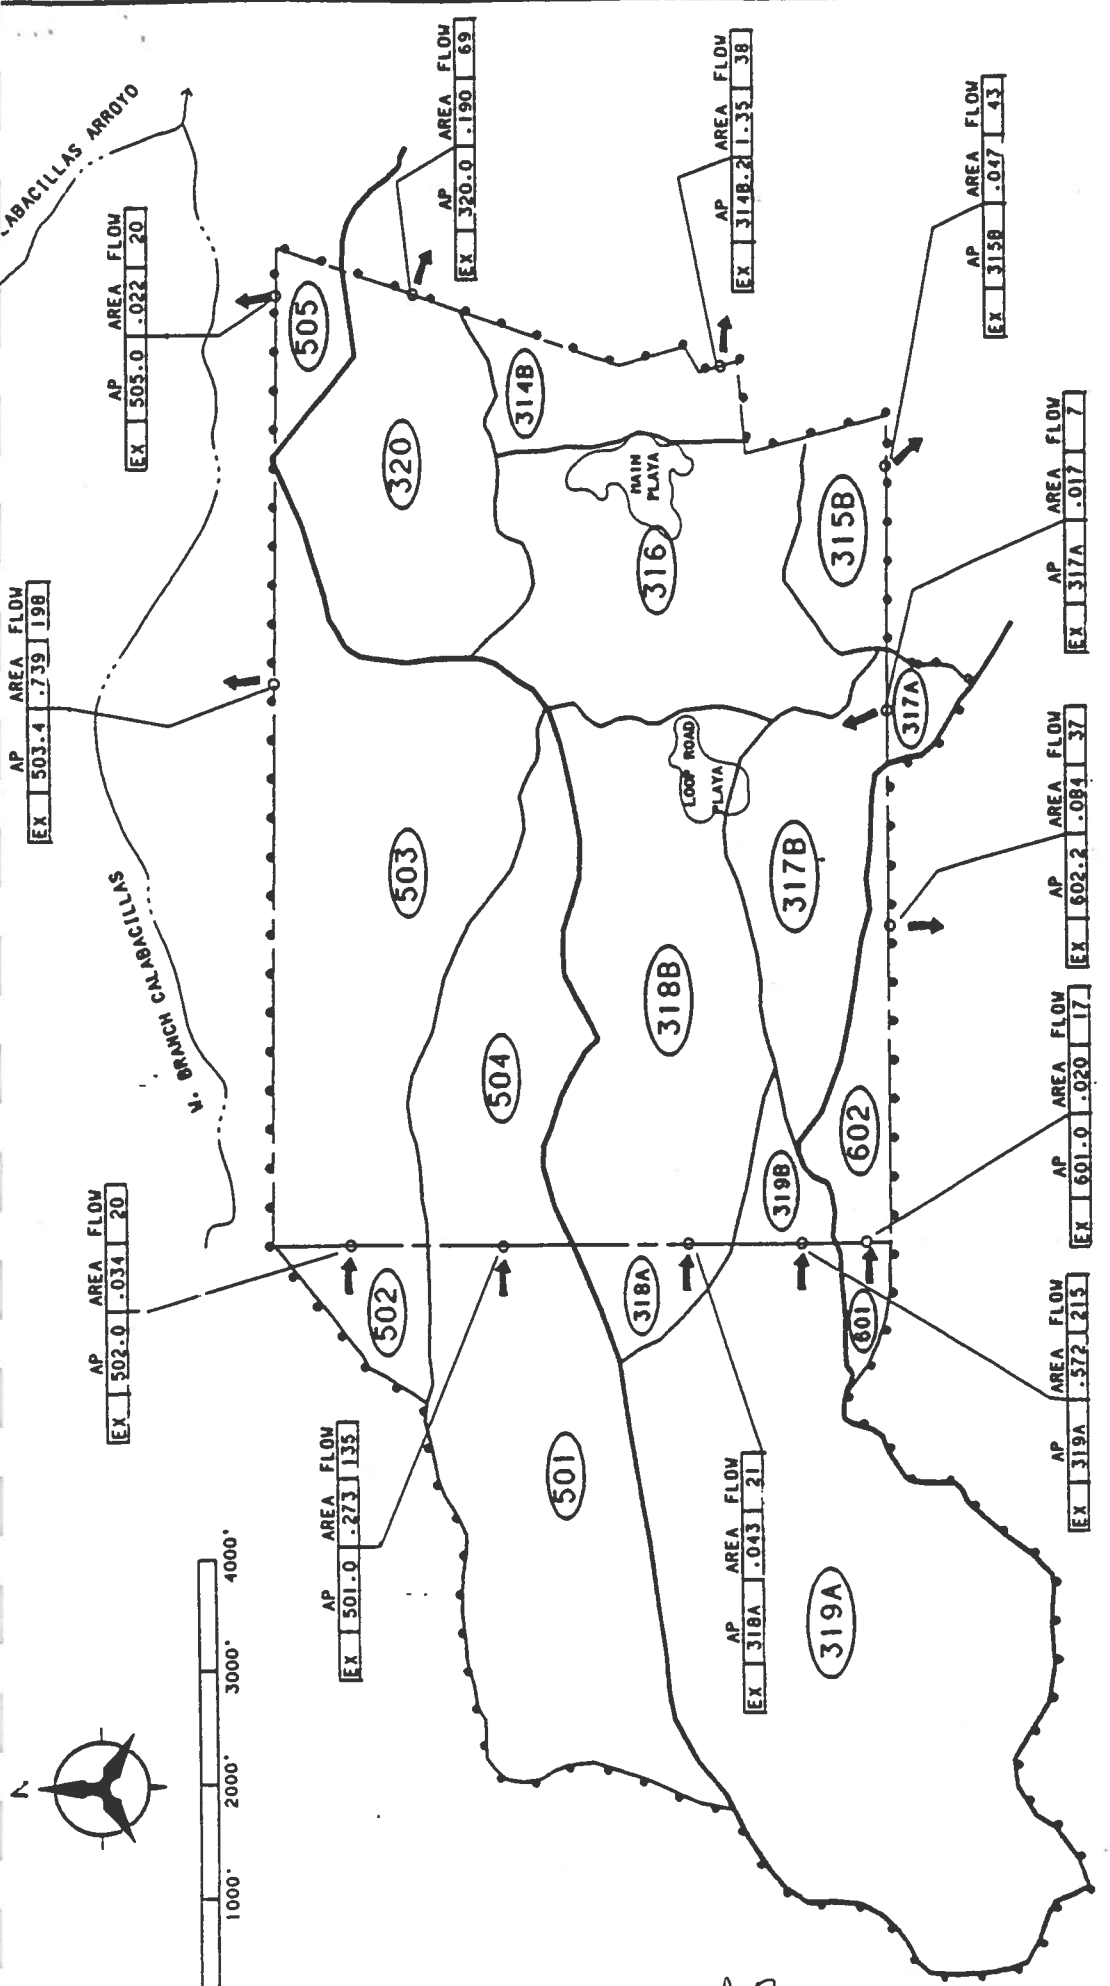 LABACILLAS ARROYO
W. BRANCH CALABACILLAS
N
1000' 2000' 3000' 4000'
AP AREA FLOW
EX 502.0 .034 20
AP AREA FLOW
EX 503.4 .739 198
AP AREA FLOW
EX 505.0 .022 20
AP AREA FLOW
EX 320.0 .190 69
AP AREA FLOW
EX 314B.2 1.35 38
AP AREA FLOW
EX 315B .047 43
AP AREA FLOW
EX 317A .017 7
AP AREA FLOW
EX 602.2 .084 37
AP AREA FLOW
EX 601.0 .020 17
AP AREA FLOW
EX 319A .572 215
AP AREA FLOW
EX 318A .043 21
AP AREA FLOW
EX 501.0 .273 135
505
320
314B
MAIN
PLAYA
316
315B
317A
503
LOOP ROAD
PLAYA
317B
318B
504
602
319B
502
318A
601
501
319A